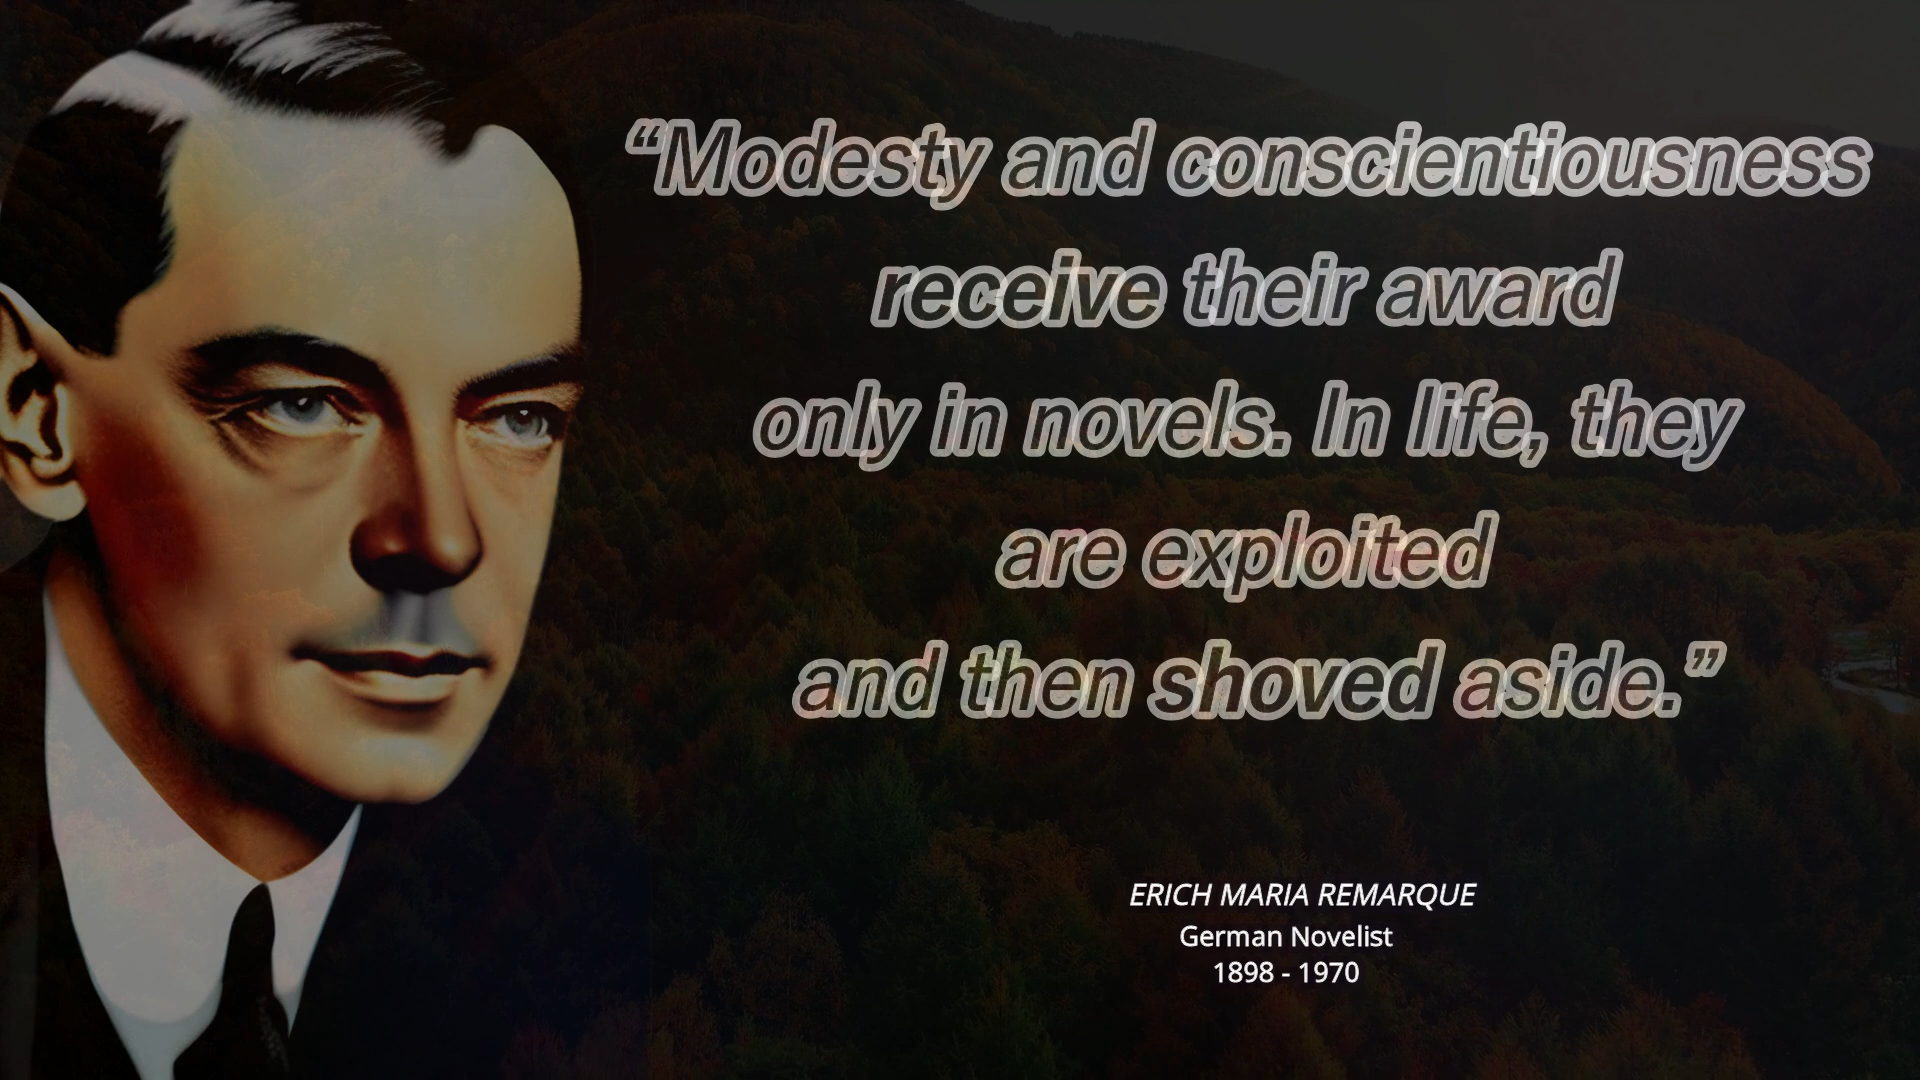 “Modesty and conscientiousness
receive their award
only in novels. In life, they
are exploited
and then shoved aside.”
ERICH MARIA REMARQUE
German Novelist
1898 - 1970